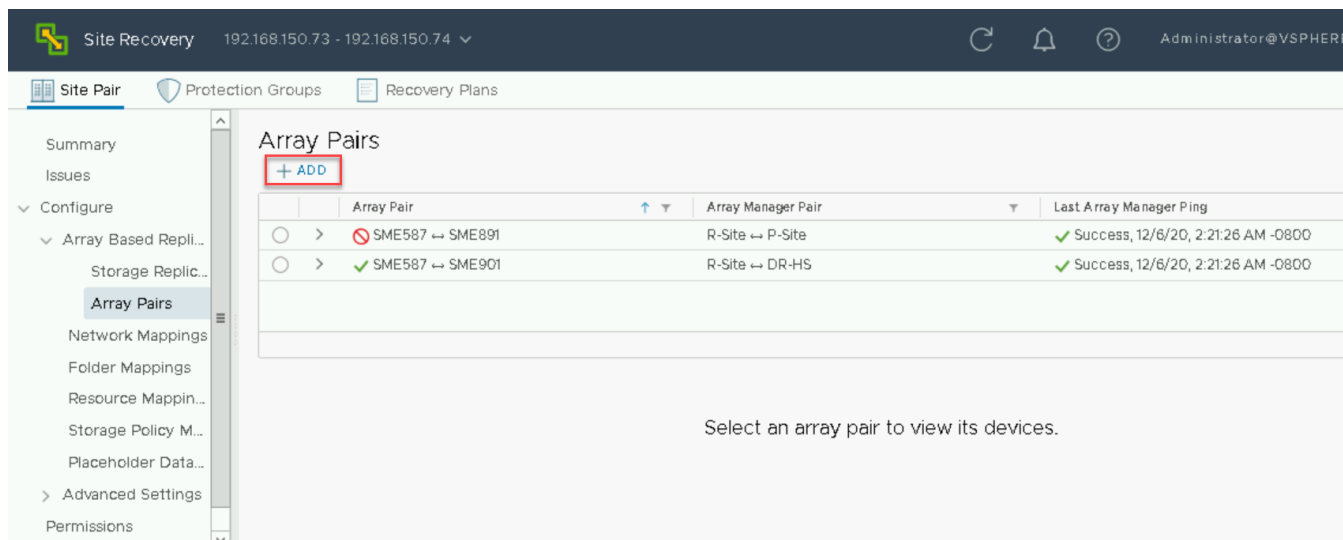 Site Recovery 192.168.150.73 - 192.168.150.74 Administrator@VSPHER
Site Pair Protection Groups Recovery Plans
Summary
Issues
Configure
Array Based Repli...
Storage Replic...
Array Pairs
Network Mappings
Folder Mappings
Resource Mappin...
Storage Policy M...
Placeholder Data...
Advanced Settings
Permissions
Array Pairs
+ ADD
Array Pair Array Manager Pair Last Array Manager Ping
SME587 ↔ SME891 R-Site ↔ P-Site Success, 12/6/20, 2:21:26 AM -0800
SME587 ↔ SME901 R-Site ↔ DR-HS Success, 12/6/20, 2:21:26 AM -0800
Select an array pair to view its devices.